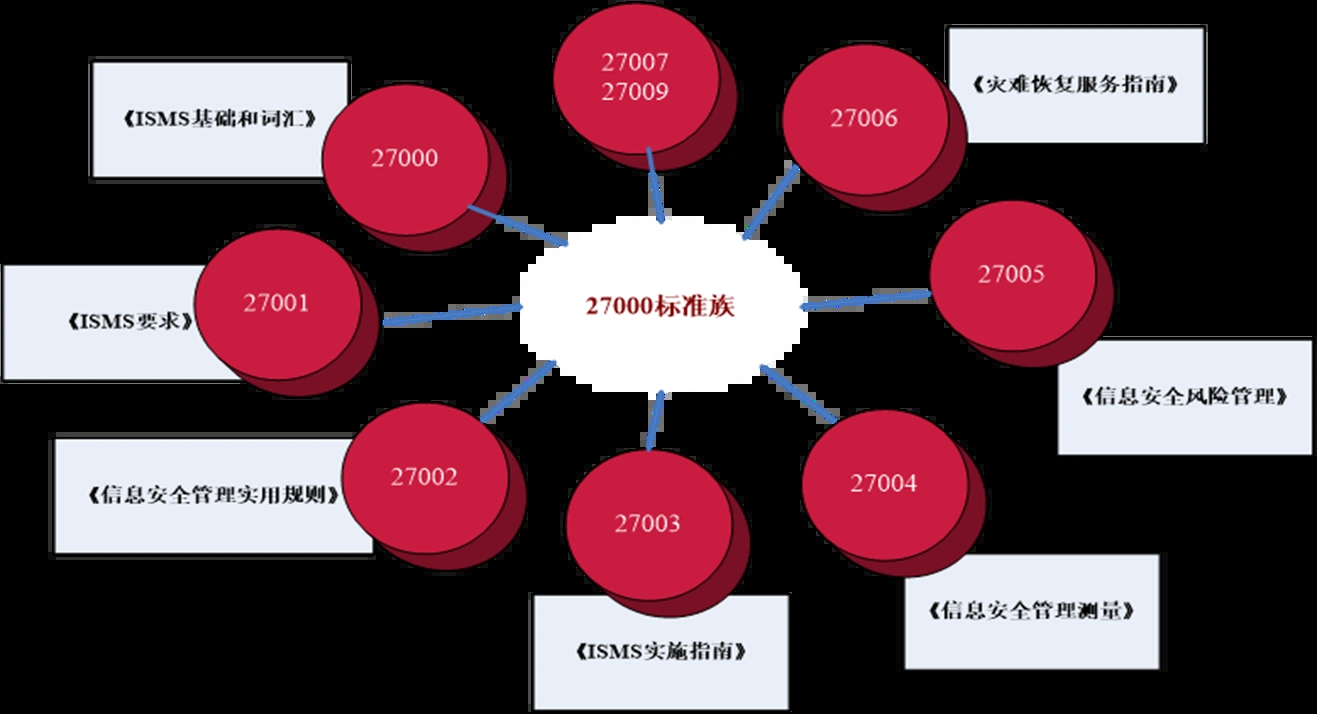 27007
27009
27006
《灾难恢复服务指南》
《ISMS基础和词汇》
27000
27005
27001
《ISMS要求》
27000标准族
《信息安全风险管理》
27002
《信息安全管理实用规则》
27004
27003
《信息安全管理测量》
《ISMS实施指南》